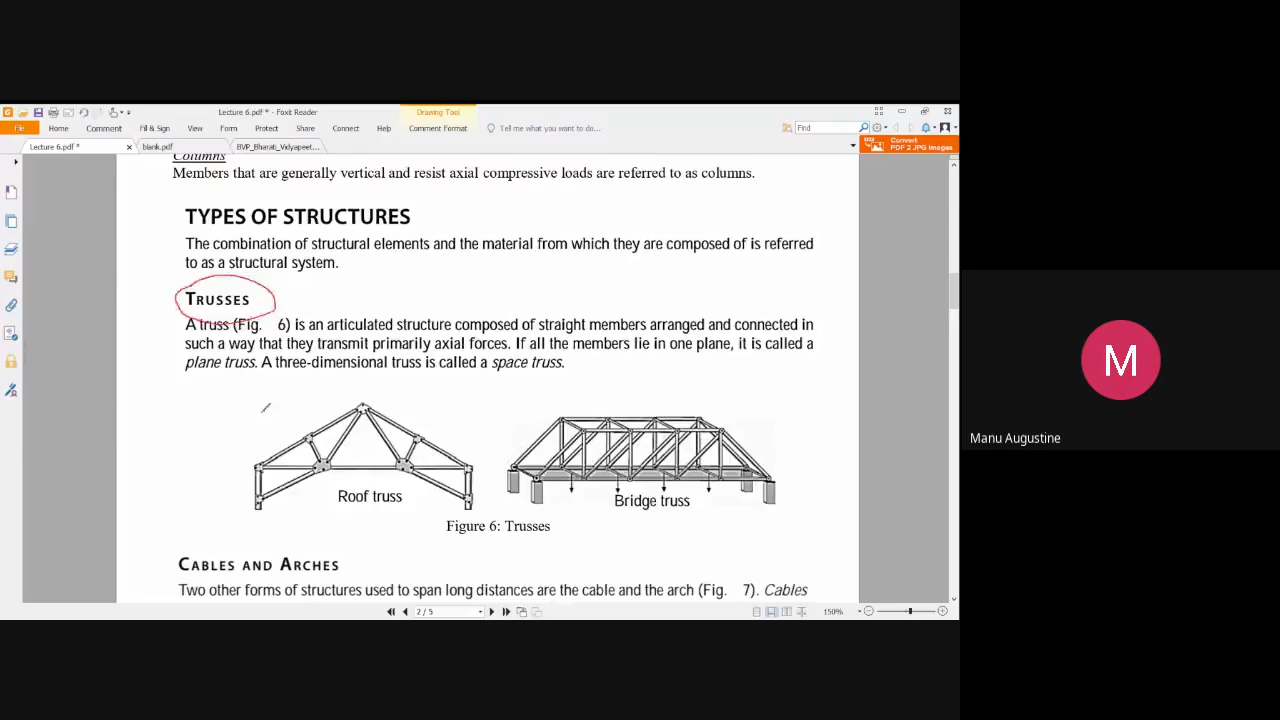 Lecture 6.pdf * - Foxit Reader
Drawing Tool
File Home Comment Fill & Sign View Form Protect Share Connect Help Comment Format Tell me what you want to do... Find
Lecture 6.pdf * blank.pdf BVP_Bharati_Vidyapeet...
Convert
PDF 2 JPG Images
Columns
Members that are generally vertical and resist axial compressive loads are referred to as columns.
TYPES OF STRUCTURES
The combination of structural elements and the material from which they are composed of is referred
to as a structural system.
TRUSSES
A truss (Fig. 6) is an articulated structure composed of straight members arranged and connected in
such a way that they transmit primarily axial forces. If all the members lie in one plane, it is called a
plane truss. A three-dimensional truss is called a space truss.
Roof truss
Bridge truss
Figure 6: Trusses
CABLES AND ARCHES
Two other forms of structures used to span long distances are the cable and the arch (Fig. 7). Cables
2 / 5
150%
M
Manu Augustine